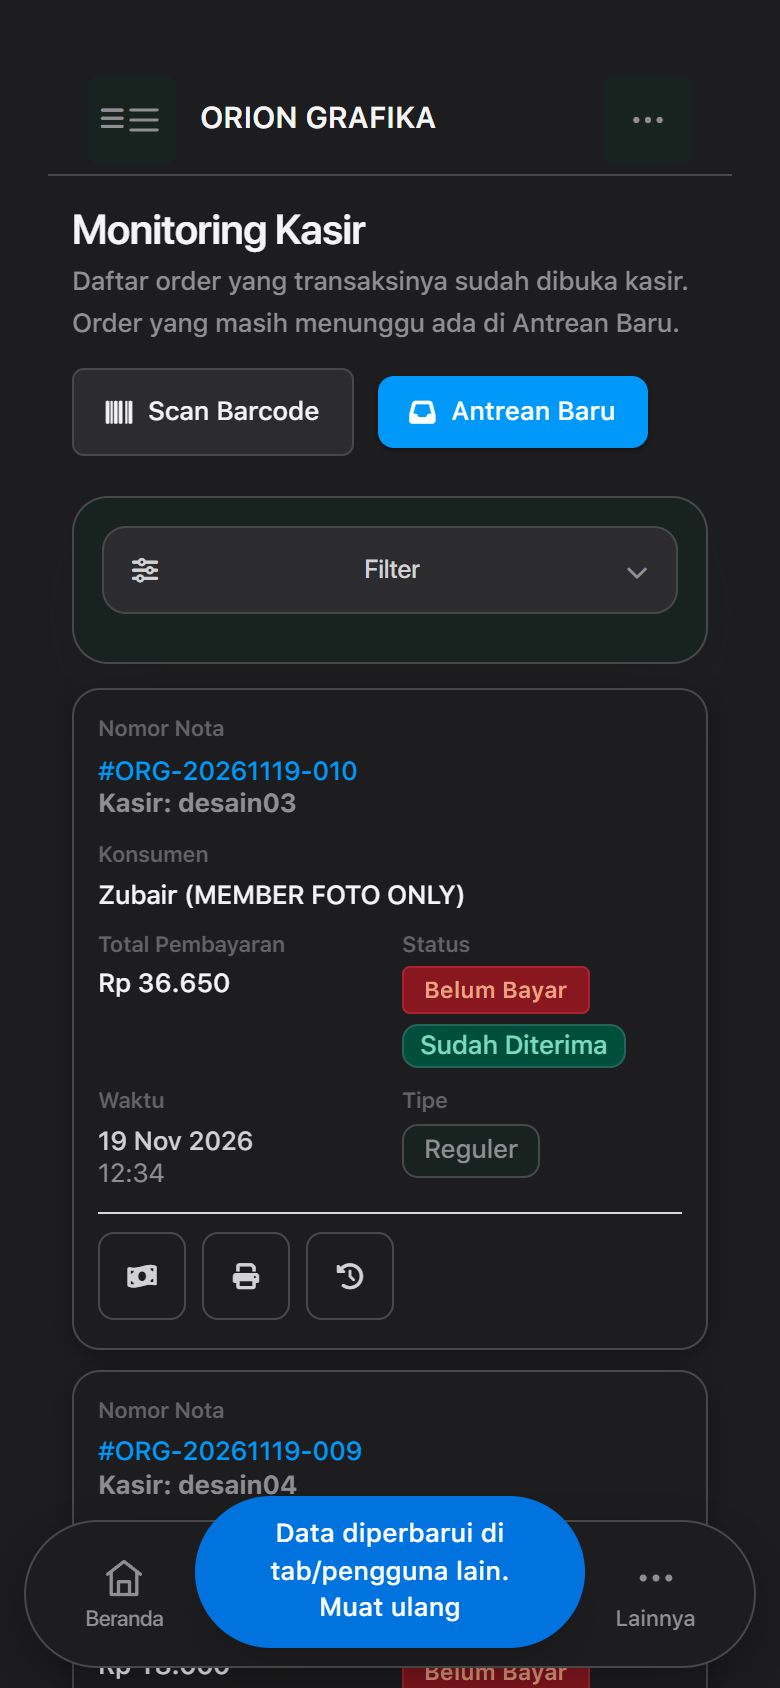 ORION GRAFIKA
Monitoring Kasir
Daftar order yang transaksinya sudah dibuka kasir.
Order yang masih menunggu ada di Antrean Baru.
Scan Barcode
Antrean Baru
Filter
Nomor Nota
#ORG-20261119-010
Kasir: desain03
Konsumen
Zubair (MEMBER FOTO ONLY)
Total Pembayaran
Status
Rp 36.650
Belum Bayar
Sudah Diterima
Waktu
Tipe
19 Nov 2026
12:34
Reguler
Nomor Nota
#ORG-20261119-009
Kasir: desain04
Data diperbarui di
tab/pengguna lain.
Muat ulang
Beranda
Lainnya
Belum Bayar